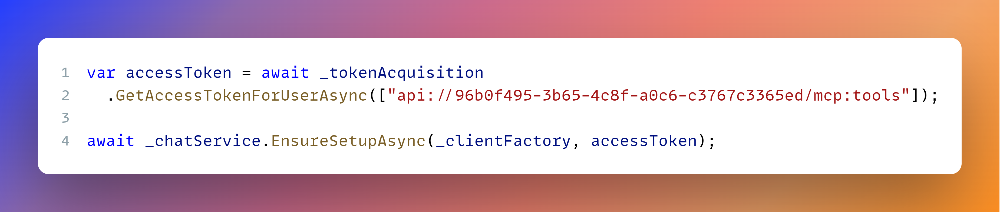 1 var accessToken = await _tokenAcquisition
2 .GetAccessTokenForUserAsync(["api://96b0f495-3b65-4c8f-a0c6-c3767c3365ed/mcp:tools"]);
3
4 await _chatService.EnsureSetupAsync(_clientFactory, accessToken);